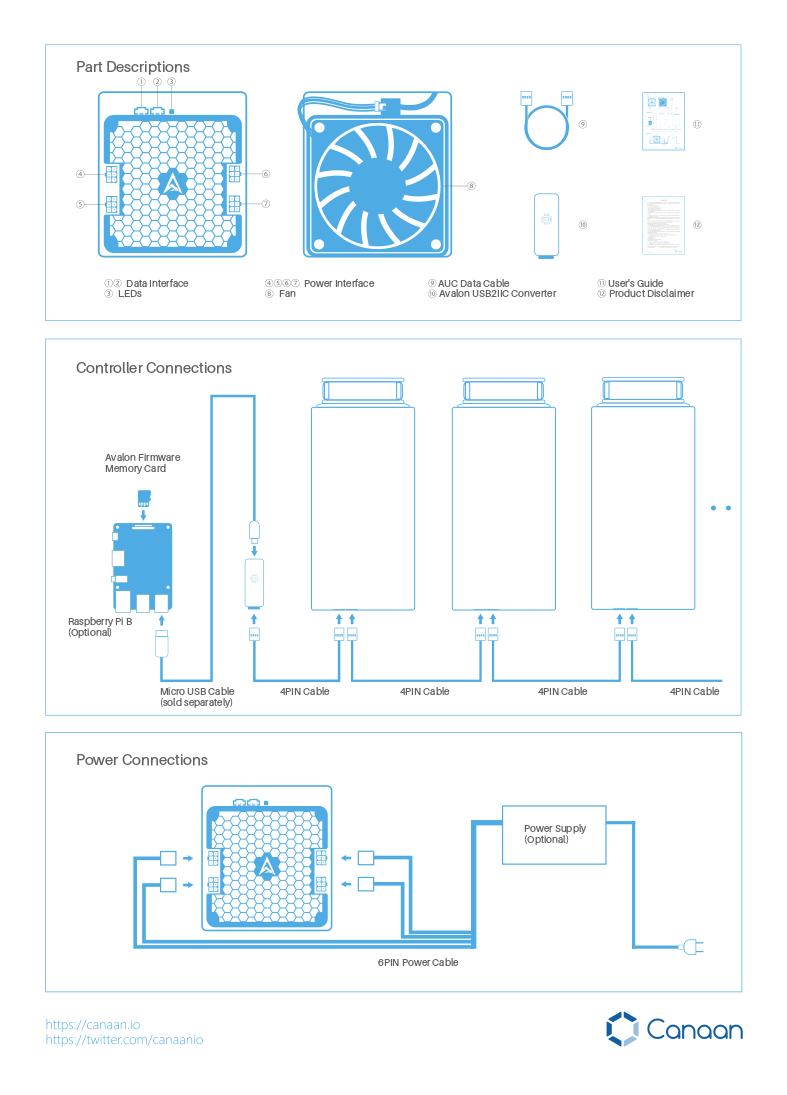 Part Descriptions
① ② ③
④
⑤
⑥
⑦
⑧
⑨
⑩
⑪
⑫
①② Data Interface
③ LEDs
④⑤⑥⑦ Power Interface
⑧ Fan
⑨ AUC Data Cable
⑩ Avalon USB2IIC Converter
⑪ User's Guide
⑫ Product Disclaimer
Controller Connections
Avalon Firmware
Memory Card
Raspberry Pi B
(Optional)
Micro USB Cable
(sold separately)
4PIN Cable
4PIN Cable
4PIN Cable
4PIN Cable
Power Connections
Power Supply
(Optional)
6PIN Power Cable
https://canaan.io
https://twitter.com/canaanio
Canaan